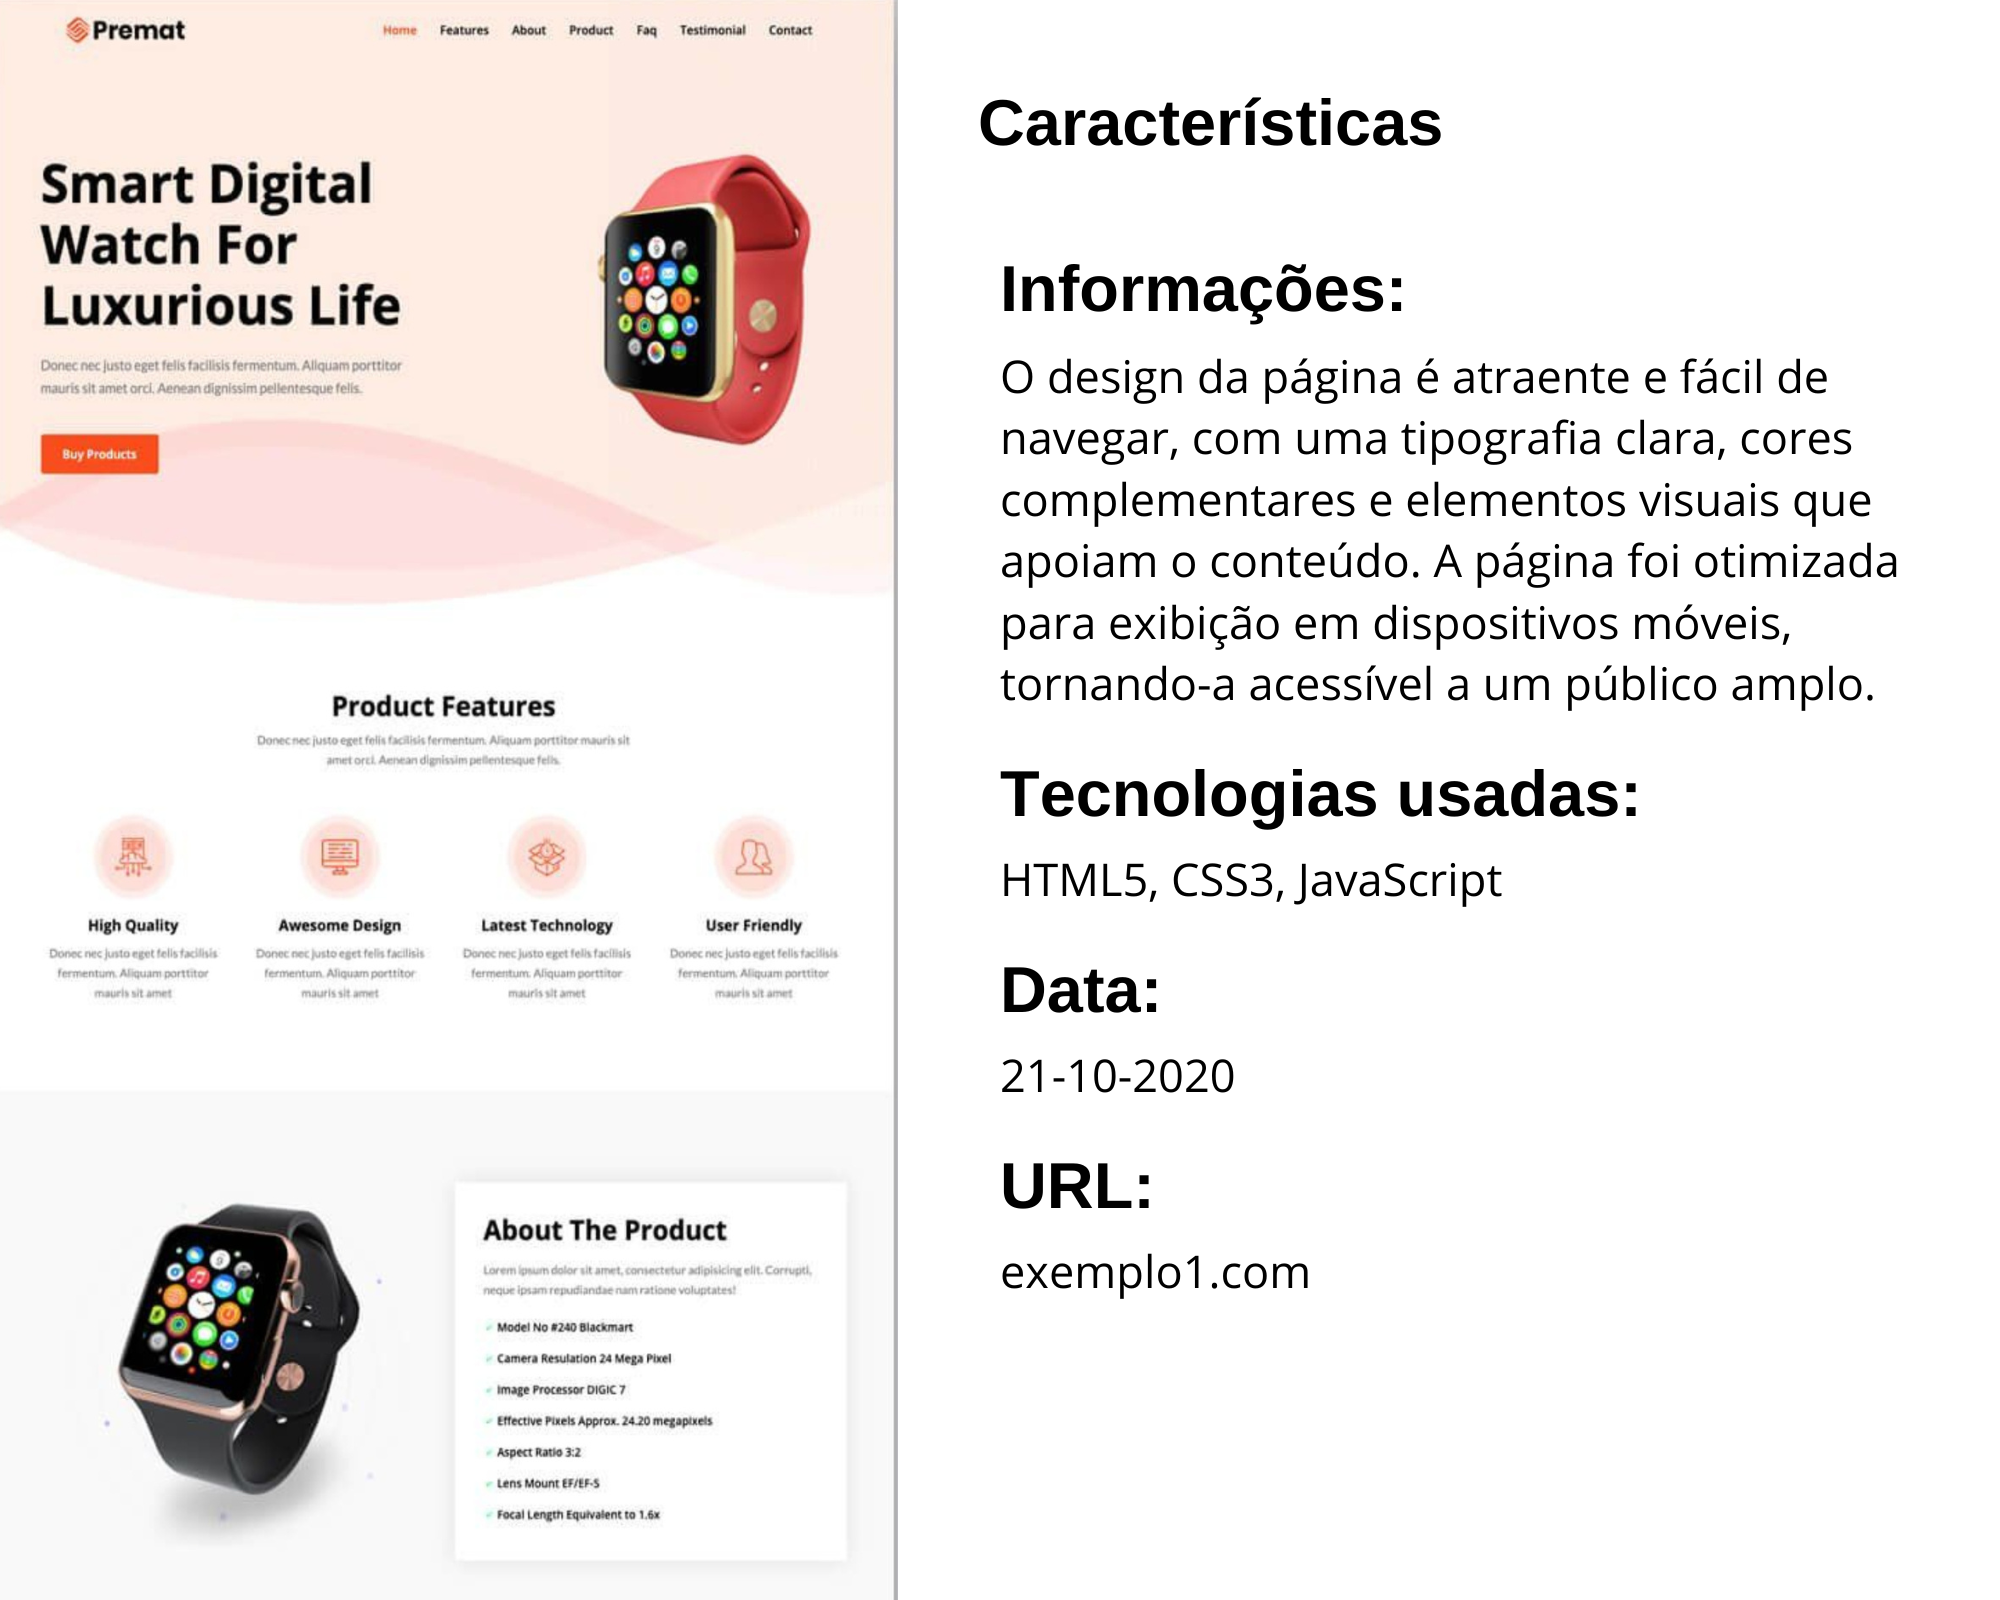 Premat
Home Features About Product Faq Testimonial Contact
Smart Digital
Watch For
Luxurious Life
Donec nec justo eget felis facilisis fermentum. Aliquam porttitor
mauris sit amet orci. Aenean dignissim pellentesque felis.
Buy Products
Product Features
Donec nec justo eget felis facilisis fermentum. Aliquam porttitor mauris sit
amet orci. Aenean dignissim pellentesque felis.
High Quality
Donec nec justo eget felis facilisis
fermentum. Aliquam porttitor
mauris sit amet
Awesome Design
Donec nec justo eget felis facilisis
fermentum. Aliquam porttitor
mauris sit amet
Latest Technology
Donec nec justo eget felis facilisis
fermentum. Aliquam porttitor
mauris sit amet
User Friendly
Donec nec justo eget felis facilisis
fermentum. Aliquam porttitor
mauris sit amet
About The Product
Lorem ipsum dolor sit amet, consectetur adipisicing elit. Corrupti,
neque ipsam repudiandae nam ratione voluptates!
Model No #240 Blackmart
Camera Resulation 24 Mega Pixel
Image Processor DIGIC 7
Effective Pixels Approx. 24.20 megapixels
Aspect Ratio 3:2
Lens Mount EF/EF-S
Focal Length Equivalent to 1.6x
Características
Informações:
O design da página é atraente e fácil de
navegar, com uma tipografia clara, cores
complementares e elementos visuais que
apoiam o conteúdo. A página foi otimizada
para exibição em dispositivos móveis,
tornando-a acessível a um público amplo.
Tecnologias usadas:
HTML5, CSS3, JavaScript
Data:
21-10-2020
URL:
exemplo1.com